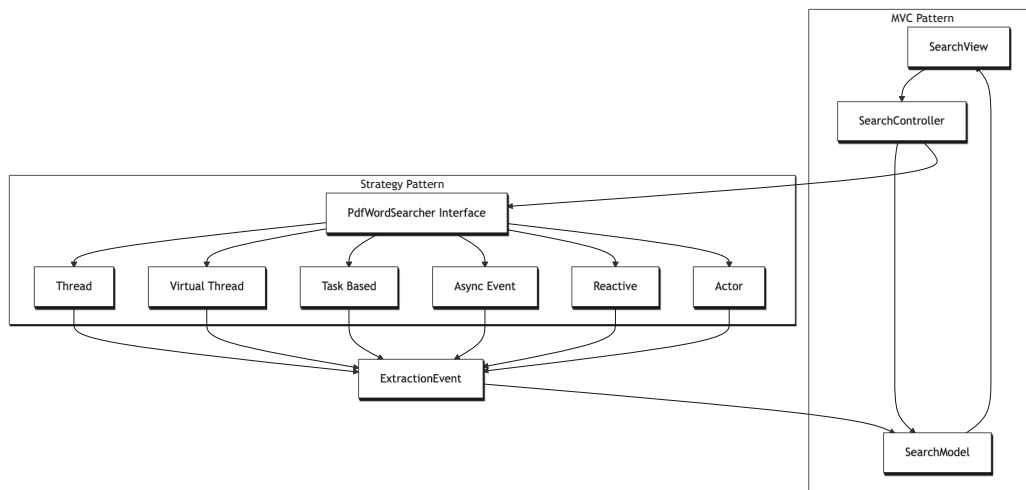 MVC Pattern
SearchView
SearchController
Strategy Pattern
PdfWordSearcher Interface
Thread
Virtual Thread
Task Based
Async Event
Reactive
Actor
ExtractionEvent
SearchModel